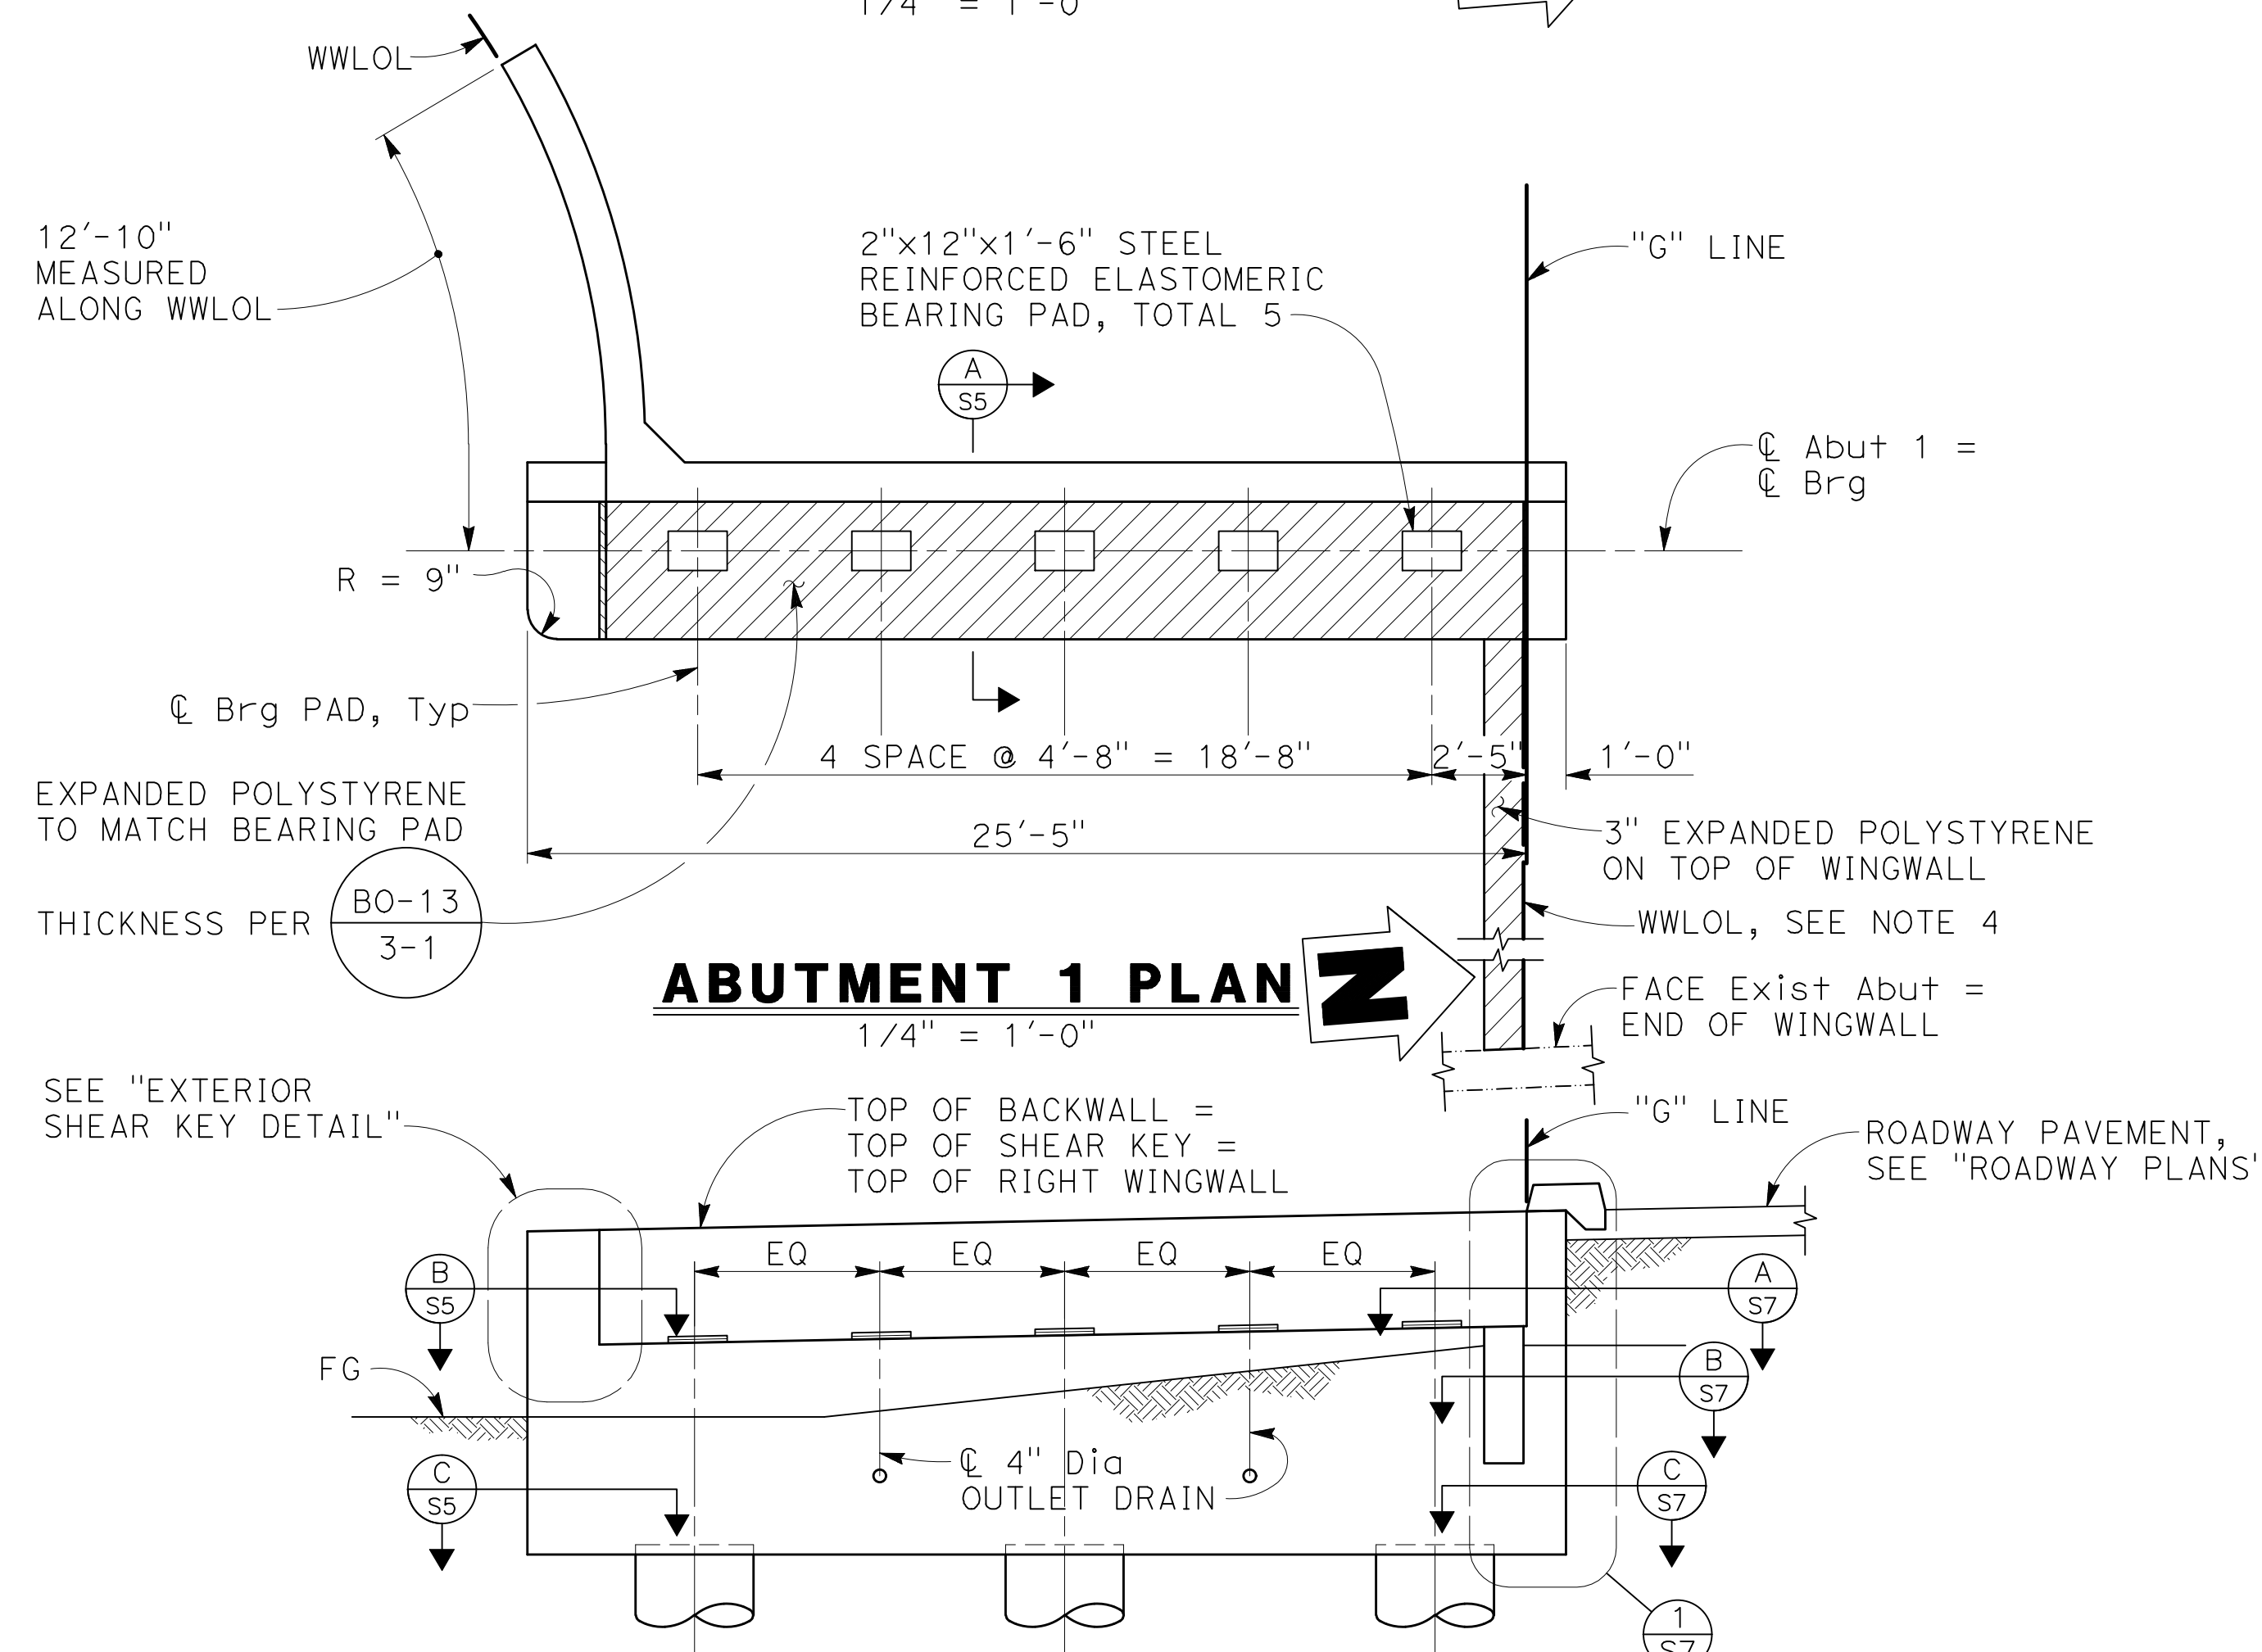 1/4" = 1'-0"
WWLOL
12'-10"
MEASURED
ALONG WWLOL
2"x12"x1'-6" STEEL
REINFORCED ELASTOMERIC
BEARING PAD, TOTAL 5
"G" LINE
A
S5
℄ Abut 1 =
℄ Brg
R = 9"
℄ Brg PAD, Typ
4 SPACE @ 4'-8" = 18'-8"
2'-5"
1'-0"
EXPANDED POLYSTYRENE
TO MATCH BEARING PAD
THICKNESS PER
BO-13
3-1
25'-5"
3" EXPANDED POLYSTYRENE
ON TOP OF WINGWALL
WWLOL, SEE NOTE 4
ABUTMENT 1 PLAN
1/4" = 1'-0"
N
FACE Exist Abut =
END OF WINGWALL
SEE "EXTERIOR
SHEAR KEY DETAIL"
TOP OF BACKWALL =
TOP OF SHEAR KEY =
TOP OF RIGHT WINGWALL
"G" LINE
ROADWAY PAVEMENT,
SEE "ROADWAY PLANS"
EQ
EQ
EQ
EQ
B
S5
A
S7
FG
B
S7
℄ 4" Dia
OUTLET DRAIN
C
S5
C
S7
1
S7